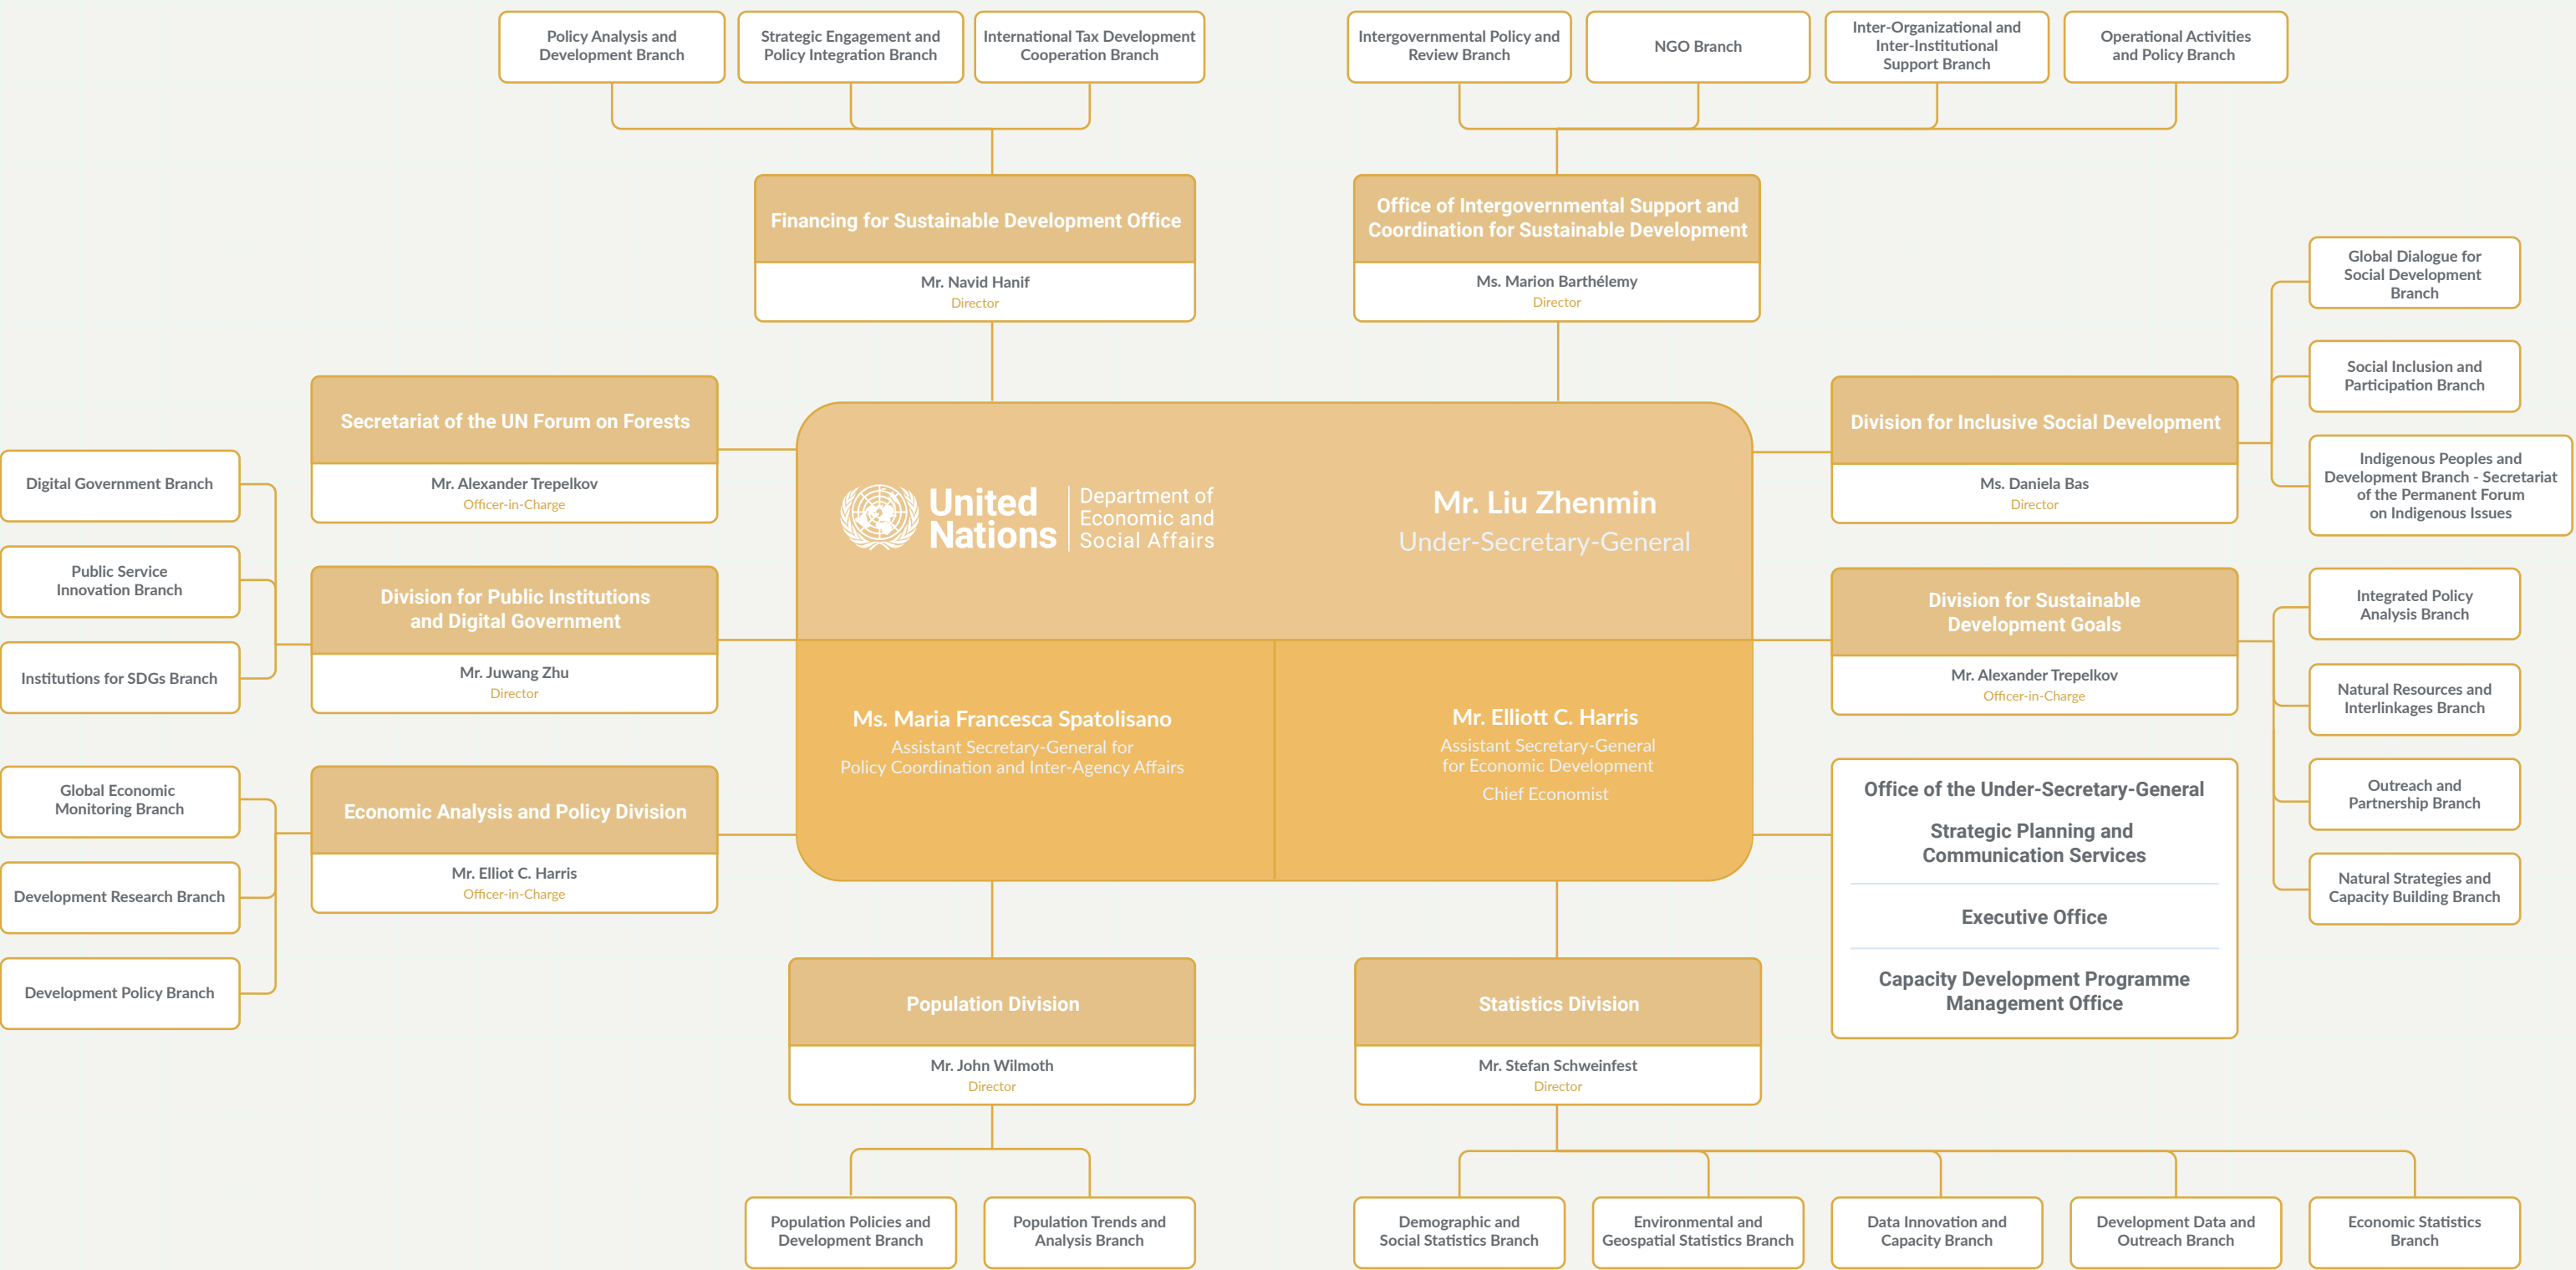 Policy Analysis and
Development Branch
Strategic Engagement and
Policy Integration Branch
International Tax Development
Cooperation Branch
Intergovernmental Policy and
Review Branch
NGO Branch
Inter-Organizational and
Inter-Institutional
Support Branch
Operational Activities
and Policy Branch
Financing for Sustainable Development Office
Mr. Navid Hanif
Director
Office of Intergovernmental Support and
Coordination for Sustainable Development
Ms. Marion Barthélemy
Director
Secretariat of the UN Forum on Forests
Mr. Alexander Trepelkov
Officer-in-Charge
Digital Government Branch
Public Service
Innovation Branch
Institutions for SDGs Branch
Division for Public Institutions
and Digital Government
Mr. Juwang Zhu
Director
Global Economic
Monitoring Branch
Development Research Branch
Development Policy Branch
Economic Analysis and Policy Division
Mr. Elliot C. Harris
Officer-in-Charge
United
Nations
Department of
Economic and
Social Affairs
Mr. Liu Zhenmin
Under-Secretary-General
Ms. Maria Francesca Spatolisano
Assistant Secretary-General for
Policy Coordination and Inter-Agency Affairs
Mr. Elliott C. Harris
Assistant Secretary-General
for Economic Development
Chief Economist
Division for Inclusive Social Development
Ms. Daniela Bas
Director
Global Dialogue for
Social Development
Branch
Social Inclusion and
Participation Branch
Indigenous Peoples and
Development Branch - Secretariat
of the Permanent Forum
on Indigenous Issues
Division for Sustainable
Development Goals
Mr. Alexander Trepelkov
Officer-in-Charge
Integrated Policy
Analysis Branch
Natural Resources and
Interlinkages Branch
Outreach and
Partnership Branch
Natural Strategies and
Capacity Building Branch
Office of the Under-Secretary-General
Strategic Planning and
Communication Services
Executive Office
Capacity Development Programme
Management Office
Population Division
Mr. John Wilmoth
Director
Statistics Division
Mr. Stefan Schweinfest
Director
Population Policies and
Development Branch
Population Trends and
Analysis Branch
Demographic and
Social Statistics Branch
Environmental and
Geospatial Statistics Branch
Data Innovation and
Capacity Branch
Development Data and
Outreach Branch
Economic Statistics
Branch